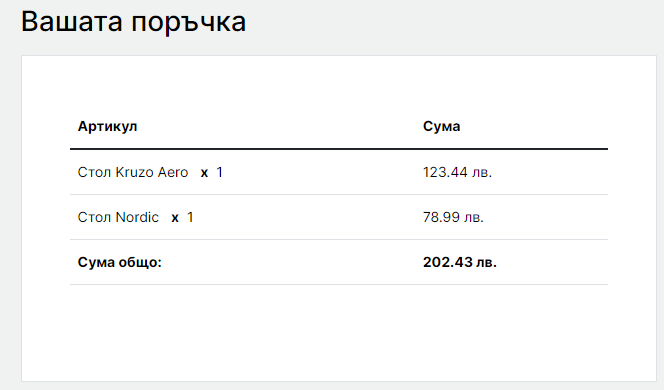 Вашата поръчка
Артикул Сума
Стол Kruzo Aero x 1 123.44 лв.
Стол Nordic x 1 78.99 лв.
Сума общо: 202.43 лв.